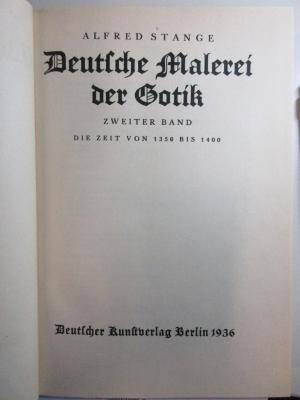 ALFRED STANGE
Deutsche Malerei
der Gotik
ZWEITER BAND
DIE ZEIT VON 1350 BIS 1400
Deutscher Kunstverlag Berlin 1936